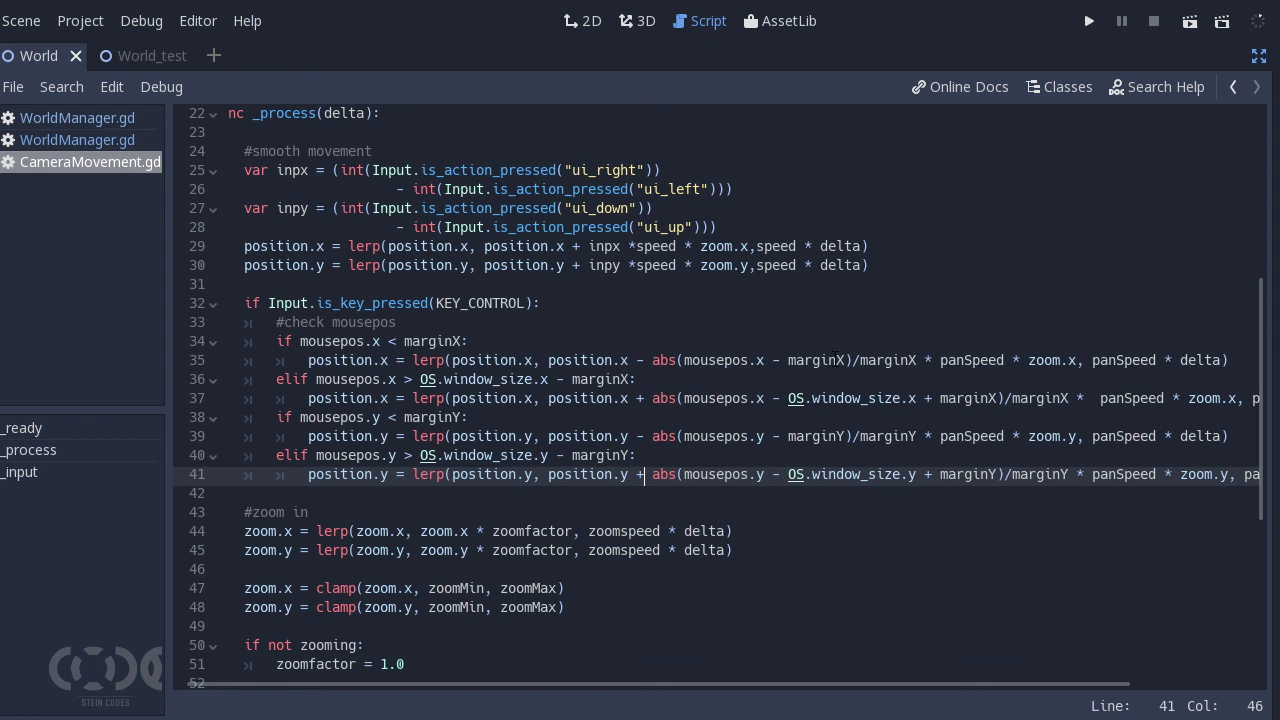 Scene Project Debug Editor Help 2D 3D Script AssetLib
World World_test
File Search Edit Debug Online Docs Classes Search Help
WorldManager.gd
WorldManager.gd
CameraMovement.gd
_ready
_process
_input
22 nc _process(delta):
23
24 #smooth movement
25 var inpx = (int(Input.is_action_pressed("ui_right"))
26 - int(Input.is_action_pressed("ui_left")))
27 var inpy = (int(Input.is_action_pressed("ui_down"))
28 - int(Input.is_action_pressed("ui_up")))
29 position.x = lerp(position.x, position.x + inpx *speed * zoom.x,speed * delta)
30 position.y = lerp(position.y, position.y + inpy *speed * zoom.y,speed * delta)
31
32 if Input.is_key_pressed(KEY_CONTROL):
33 #check mousepos
34 if mousepos.x < marginX:
35 position.x = lerp(position.x, position.x - abs(mousepos.x - marginX)/marginX * panSpeed * zoom.x, panSpeed * delta)
36 elif mousepos.x > OS.window_size.x - marginX:
37 position.x = lerp(position.x, position.x + abs(mousepos.x - OS.window_size.x + marginX)/marginX *  panSpeed * zoom.x, p
38 if mousepos.y < marginY:
39 position.y = lerp(position.y, position.y - abs(mousepos.y - marginY)/marginY * panSpeed * zoom.y, panSpeed * delta)
40 elif mousepos.y > OS.window_size.y - marginY:
41 position.y = lerp(position.y, position.y + abs(mousepos.y - OS.window_size.y + marginY)/marginY * panSpeed * zoom.y, pa
42
43 #zoom in
44 zoom.x = lerp(zoom.x, zoom.x * zoomfactor, zoomspeed * delta)
45 zoom.y = lerp(zoom.y, zoom.y * zoomfactor, zoomspeed * delta)
46
47 zoom.x = clamp(zoom.x, zoomMin, zoomMax)
48 zoom.y = clamp(zoom.y, zoomMin, zoomMax)
49
50 if not zooming:
51 zoomfactor = 1.0
52
STEIN CODES
Line: 41 Col: 46